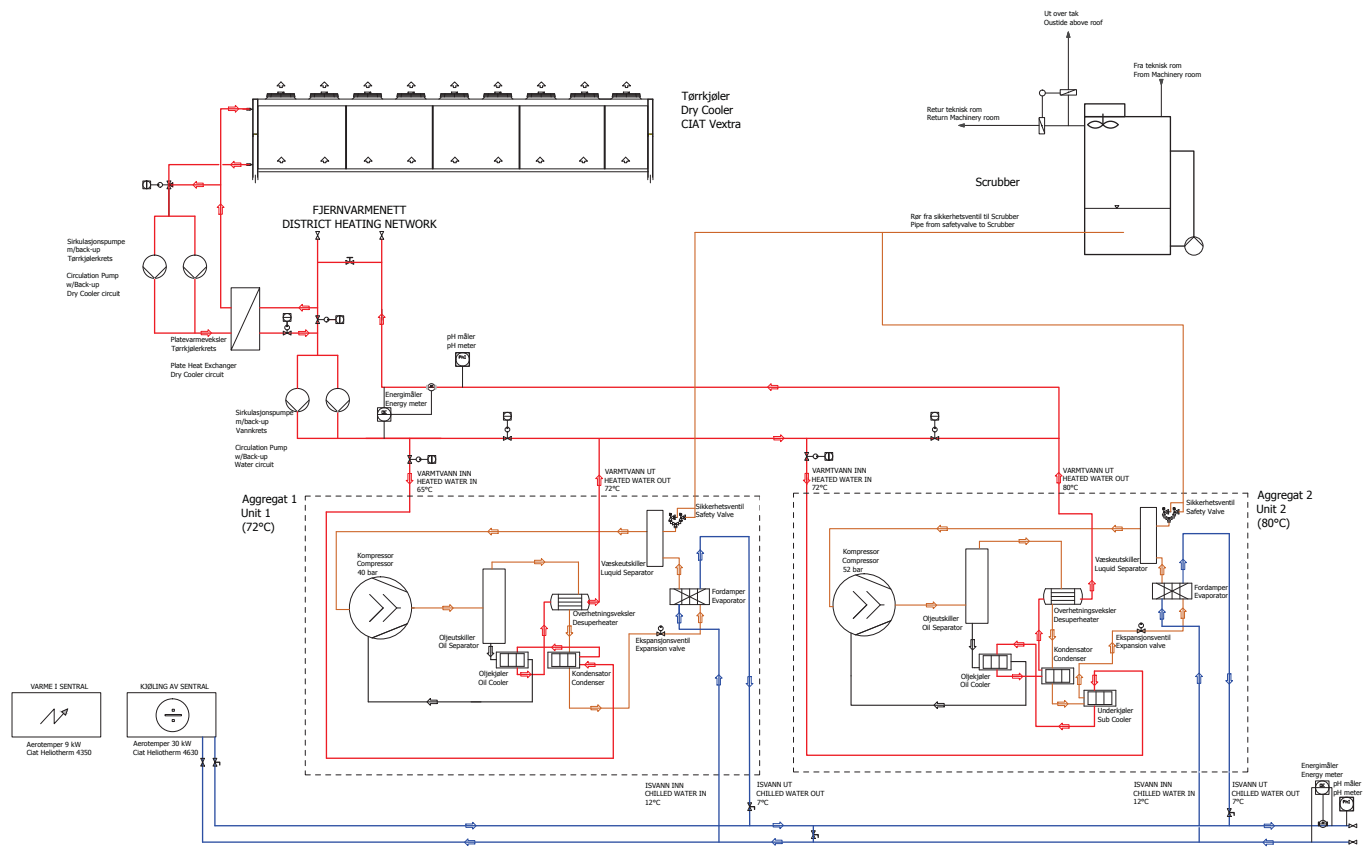 Ut over tak
Oustide above roof
Fra teknisk rom
From Machinery room
Tørrkjøler
Dry Cooler
CIAT Vextra
Retur teknisk rom
Return Machinery room
Scrubber
FJERNVARMENETT
DISTRICT HEATING NETWORK
Rør fra sikkerhetsventil til Scrubber
Pipe from safetyvalve to Scrubber
Sirkulasjonspumpe
m/back-up
Tørrkjølerkrets
Circulation Pump
w/Back-up
Dry Cooler circuit
Platevarmeveksler
Tørrkjølerkrets
Plate Heat Exchanger
Dry Cooler circuit
pH måler
pH meter
Energimåler
Energy meter
Sirkulasjonspumpe
m/back-up
Vannkrets
Circulation Pump
w/Back-up
Water circuit
VARMTVANN INN
HEATED WATER IN
65°C
VARMTVANN UT
HEATED WATER OUT
72°C
VARMTVANN INN
HEATED WATER IN
72°C
VARMTVANN UT
HEATED WATER OUT
80°C
Aggregat 1
Unit 1
(72°C)
Sikkerhetsventil
Safety Valve
Kompressor
Compressor
40 bar
Væskeutskiller
Luquid Separator
Fordamper
Evaporator
Overhetningsveksler
Desuperheater
Oljeutskiller
Oil Separator
Ekspansjonsventil
Expansion valve
Oljekjøler
Oil Cooler
Kondensator
Condenser
Aggregat 2
Unit 2
(80°C)
Sikkerhetsventil
Safety Valve
Kompressor
Compressor
52 bar
Væskeutskiller
Luquid Separator
Fordamper
Evaporator
Overhetningsveksler
Desuperheater
Oljeutskiller
Oil Separator
Ekspansjonsventil
Expansion valve
Kondensator
Condenser
Oljekjøler
Oil Cooler
Underkjøler
Sub Cooler
VARME I SENTRAL
Aerotemper 9 kW
Ciat Heliotherm 4350
KJØLING AV SENTRAL
Aerotemper 30 kW
Ciat Heliotherm 4630
ISVANN INN
CHILLED WATER IN
12°C
ISVANN UT
CHILLED WATER OUT
7°C
ISVANN INN
CHILLED WATER IN
12°C
ISVANN UT
CHILLED WATER OUT
7°C
Energimåler
Energy meter
pH måler
pH meter